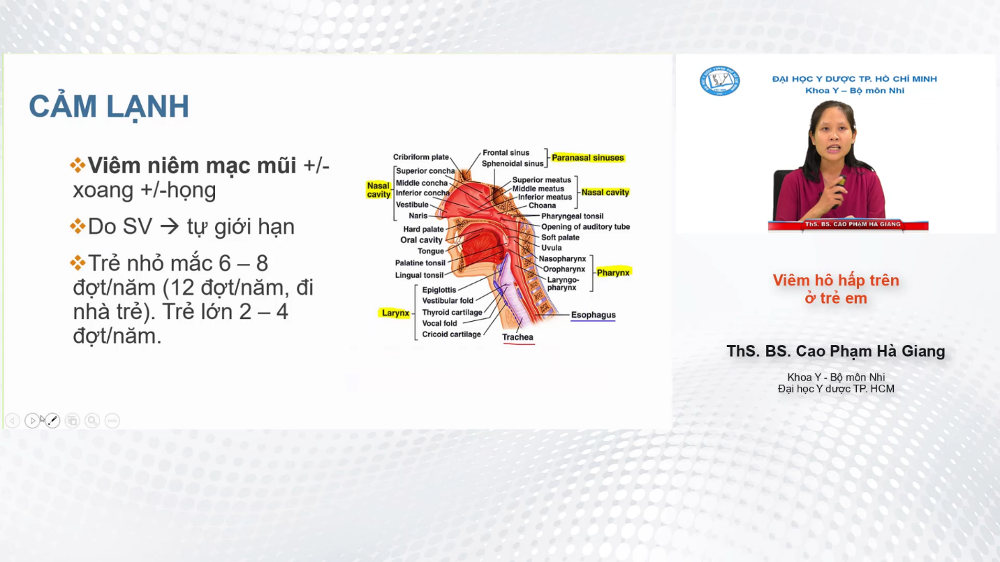 CẢM LẠNH
❖Viêm niêm mạc mũi +/-
xoang +/-họng
❖Do SV → tự giới hạn
❖Trẻ nhỏ mắc 6 – 8
đợt/năm (12 đợt/năm, đi
nhà trẻ). Trẻ lớn 2 – 4
đợt/năm.
Cribriform plate
Superior concha
Middle concha
Inferior concha
Nasal
cavity
Vestibule
Naris
Hard palate
Oral cavity
Tongue
Palatine tonsil
Lingual tonsil
Epiglottis
Vestibular fold
Larynx
Thyroid cartilage
Vocal fold
Cricoid cartilage
Frontal sinus
Sphenoidal sinus
Paranasal sinuses
Superior meatus
Middle meatus
Inferior meatus
Choana
Nasal cavity
Pharyngeal tonsil
Opening of auditory tube
Soft palate
Uvula
Nasopharynx
Oropharynx
Laryngo-
pharynx
Pharynx
Esophagus
Trachea
ĐẠI HỌC Y DƯỢC TP. HỒ CHÍ MINH
Khoa Y – Bộ môn Nhi
ThS. BS. CAO PHẠM HÀ GIANG
Viêm hô hấp trên
ở trẻ em
ThS. BS. Cao Phạm Hà Giang
Khoa Y - Bộ môn Nhi
Đại học Y dược TP. HCM